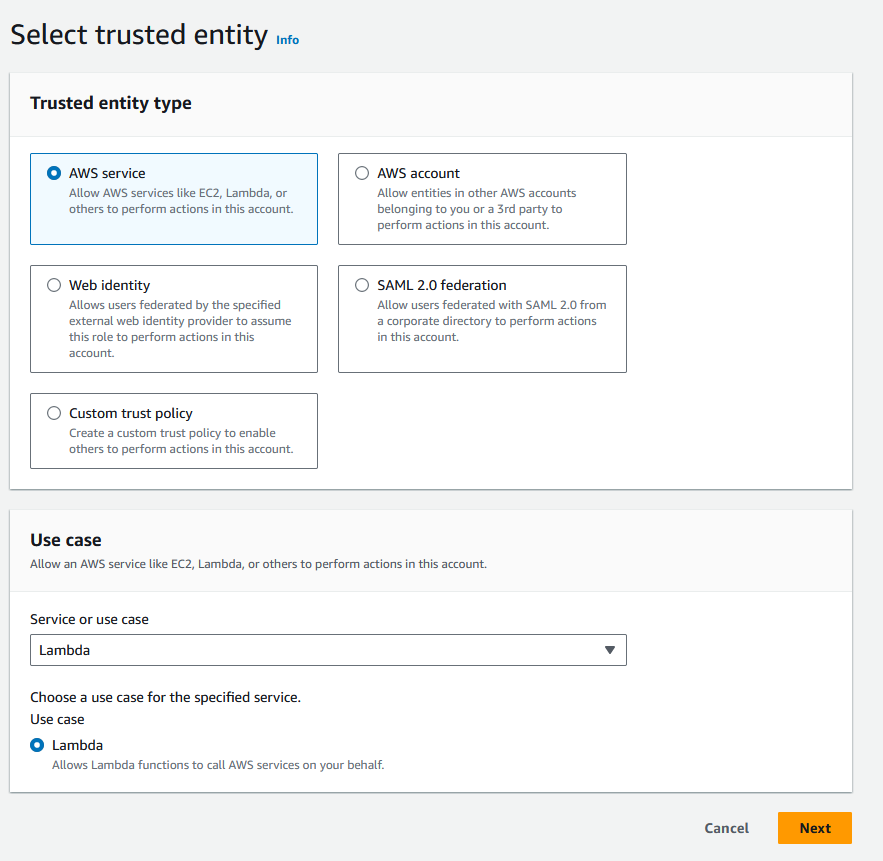 Select trusted entity Info
Trusted entity type
AWS service
Allow AWS services like EC2, Lambda, or
others to perform actions in this account.
AWS account
Allow entities in other AWS accounts
belonging to you or a 3rd party to
perform actions in this account.
Web identity
Allows users federated by the specified
external web identity provider to assume
this role to perform actions in this
account.
SAML 2.0 federation
Allow users federated with SAML 2.0 from
a corporate directory to perform actions
in this account.
Custom trust policy
Create a custom trust policy to enable
others to perform actions in this account.
Use case
Allow an AWS service like EC2, Lambda, or others to perform actions in this account.
Service or use case
Lambda
Choose a use case for the specified service.
Use case
Lambda
Allows Lambda functions to call AWS services on your behalf.
Cancel
Next